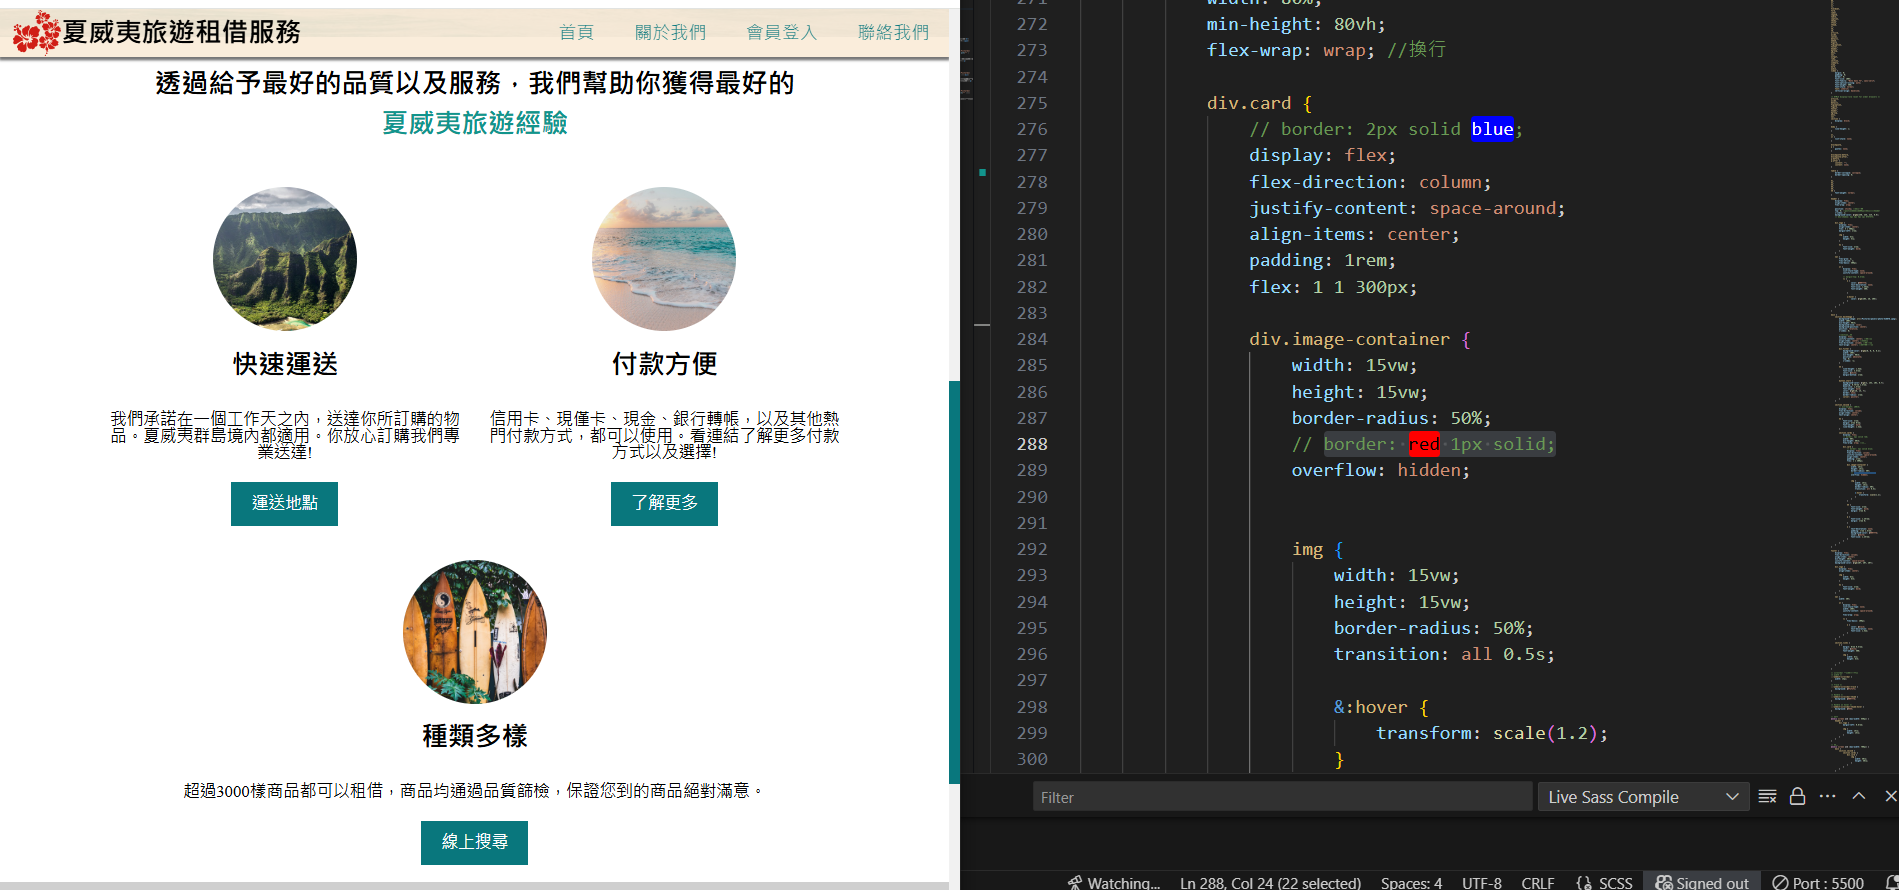 夏威夷旅遊租借服務
首頁 關於我們 會員登入 聯絡我們
透過給予最好的品質以及服務，我們幫助你獲得最好的
夏威夷旅遊經驗
快速運送
我們承諾在一個工作天之內，送達你所訂購的物
品。夏威夷群島境內都適用。你放心訂購我們專
業送達!
運送地點
付款方便
信用卡、現僅卡、現金、銀行轉帳，以及其他熱
門付款方式，都可以使用。看連結了解更多付款
方式以及選擇!
了解更多
種類多樣
超過3000樣商品都可以租借，商品均通過品質篩檢，保證您到的商品絕對滿意。
線上搜尋
271 width: 80%;
272 min-height: 80vh;
273 flex-wrap: wrap; //換行
274
275 div.card {
276 // border: 2px solid blue;
277 display: flex;
278 flex-direction: column;
279 justify-content: space-around;
280 align-items: center;
281 padding: 1rem;
282 flex: 1 1 300px;
283
284 div.image-container {
285 width: 15vw;
286 height: 15vw;
287 border-radius: 50%;
288 // border: red 1px solid;
289 overflow: hidden;
290
291
292 img {
293 width: 15vw;
294 height: 15vw;
295 border-radius: 50%;
296 transition: all 0.5s;
297
298 &:hover {
299 transform: scale(1.2);
300 }
Filter
Live Sass Compile
Watching... Ln 288, Col 24 (22 selected) Spaces: 4 UTF-8 CRLF SCSS Signed out Port : 5500